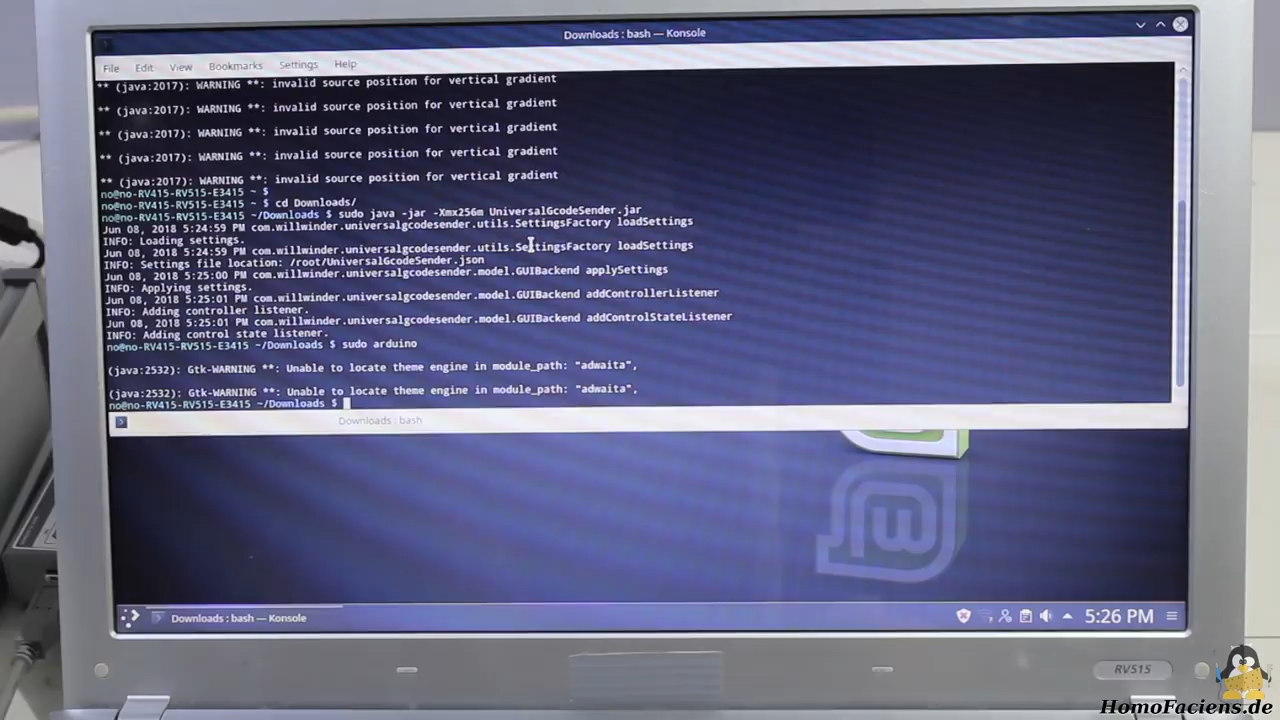 Downloads : bash — Konsole
File Edit View Bookmarks Settings Help
** (java:2017): WARNING **: invalid source position for vertical gradient
** (java:2017): WARNING **: invalid source position for vertical gradient
** (java:2017): WARNING **: invalid source position for vertical gradient
** (java:2017): WARNING **: invalid source position for vertical gradient
** (java:2017): WARNING **: invalid source position for vertical gradient
no@no-RV415-RV515-E3415 ~ $
no@no-RV415-RV515-E3415 ~ $ cd Downloads/
no@no-RV415-RV515-E3415 ~/Downloads $ sudo java -jar -Xmx256m UniversalGcodeSender.jar
Jun 08, 2018 5:24:59 PM com.willwinder.universalgcodesender.utils.SettingsFactory loadSettings
INFO: Loading settings.
Jun 08, 2018 5:24:59 PM com.willwinder.universalgcodesender.utils.SettingsFactory loadSettings
INFO: Settings file location: /root/UniversalGcodeSender.json
Jun 08, 2018 5:25:00 PM com.willwinder.universalgcodesender.model.GUIBackend applySettings
INFO: Applying settings.
Jun 08, 2018 5:25:01 PM com.willwinder.universalgcodesender.model.GUIBackend addControllerListener
INFO: Adding controller listener.
Jun 08, 2018 5:25:01 PM com.willwinder.universalgcodesender.model.GUIBackend addControlStateListener
INFO: Adding control state listener.
no@no-RV415-RV515-E3415 ~/Downloads $ sudo arduino
(java:2532): Gtk-WARNING **: Unable to locate theme engine in module_path: "adwaita",
(java:2532): Gtk-WARNING **: Unable to locate theme engine in module_path: "adwaita",
no@no-RV415-RV515-E3415 ~/Downloads $
Downloads : bash
Downloads : bash — Konsole
5:26 PM
RV515
HomoFaciens.de